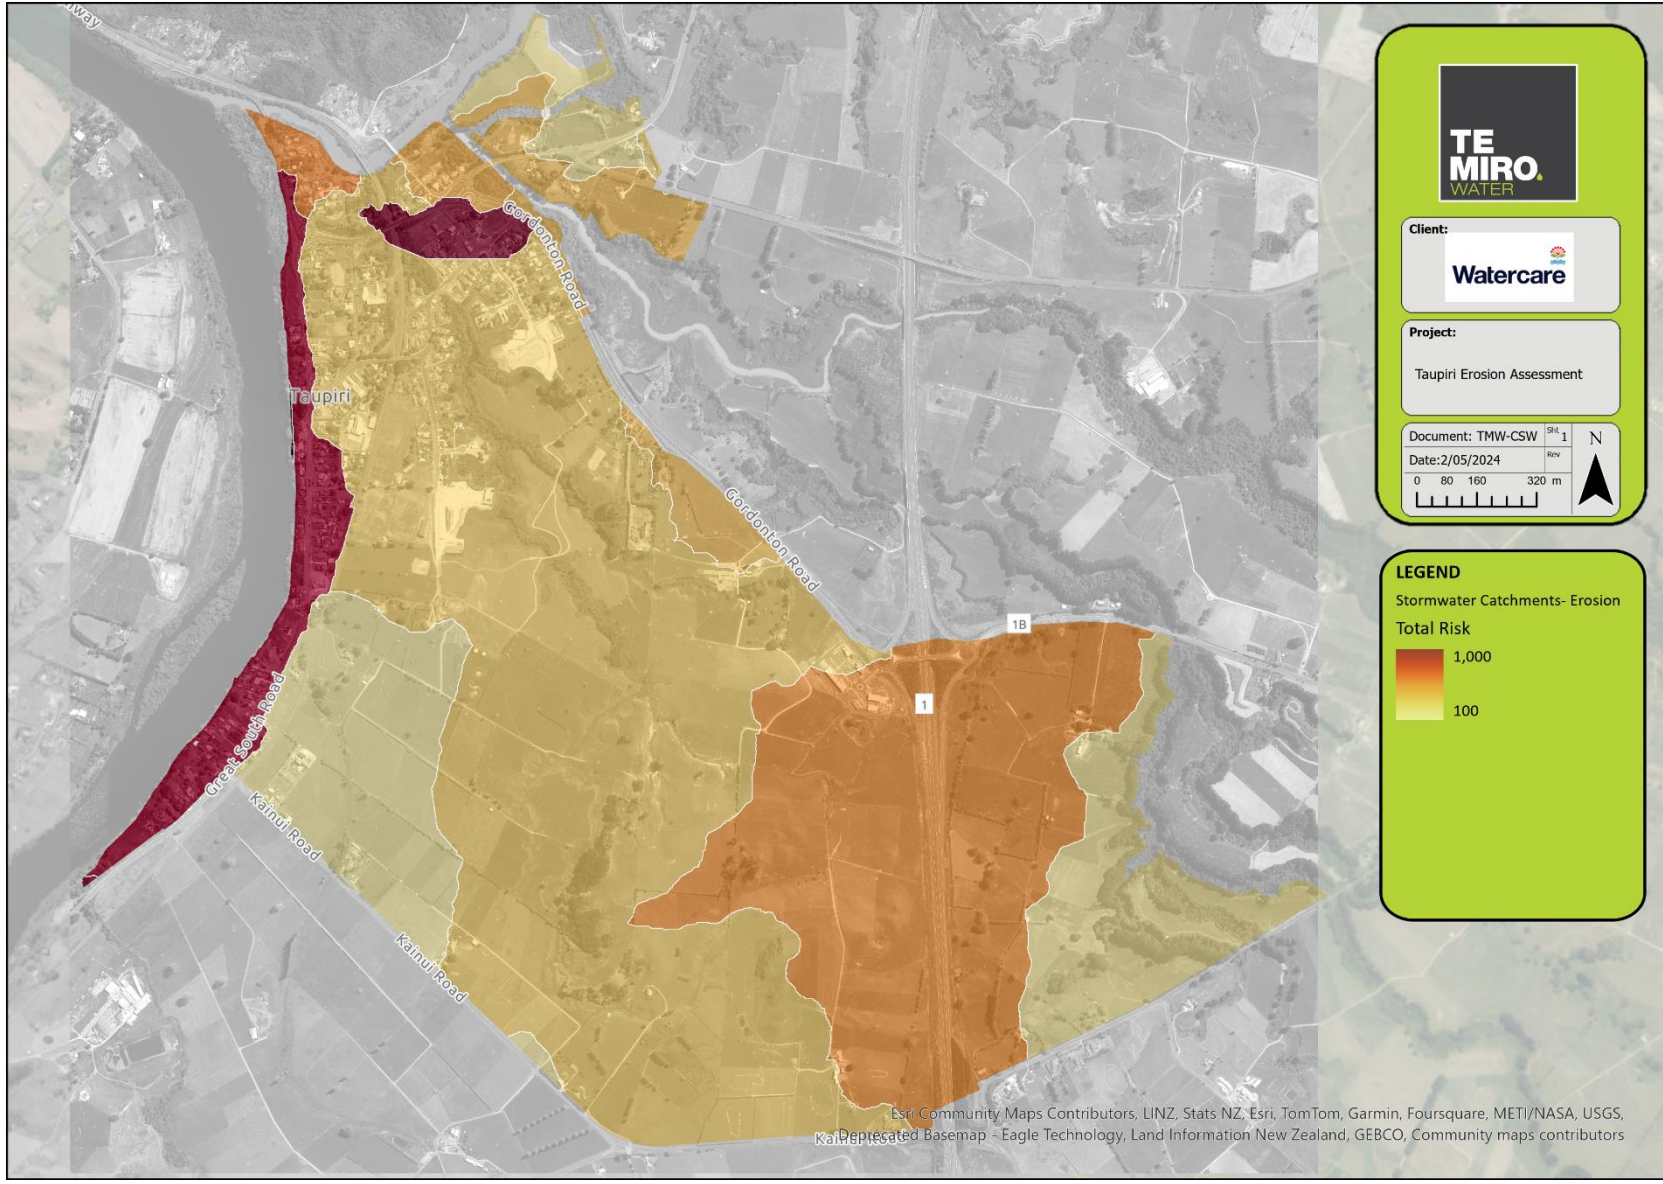 hway
Taupiri
Gordonton Road
Gordonton Road
1B
1
Great South Road
Kainui Road
Kainui Road
Esri Community Maps Contributors, LINZ, Stats NZ, Esri, TomTom, Garmin, Foursquare, METI/NASA, USGS,
Deprecated Basemap - Eagle Technology, Land Information New Zealand, GEBCO, Community maps contributors
TE
MIRO.
WATER
Client:
Watercare
Project:
Taupiri Erosion Assessment
Document: TMW-CSW
Sht 1
N
Date:2/05/2024
Rev
0 80 160 320 m
LEGEND
Stormwater Catchments- Erosion
Total Risk
1,000
100